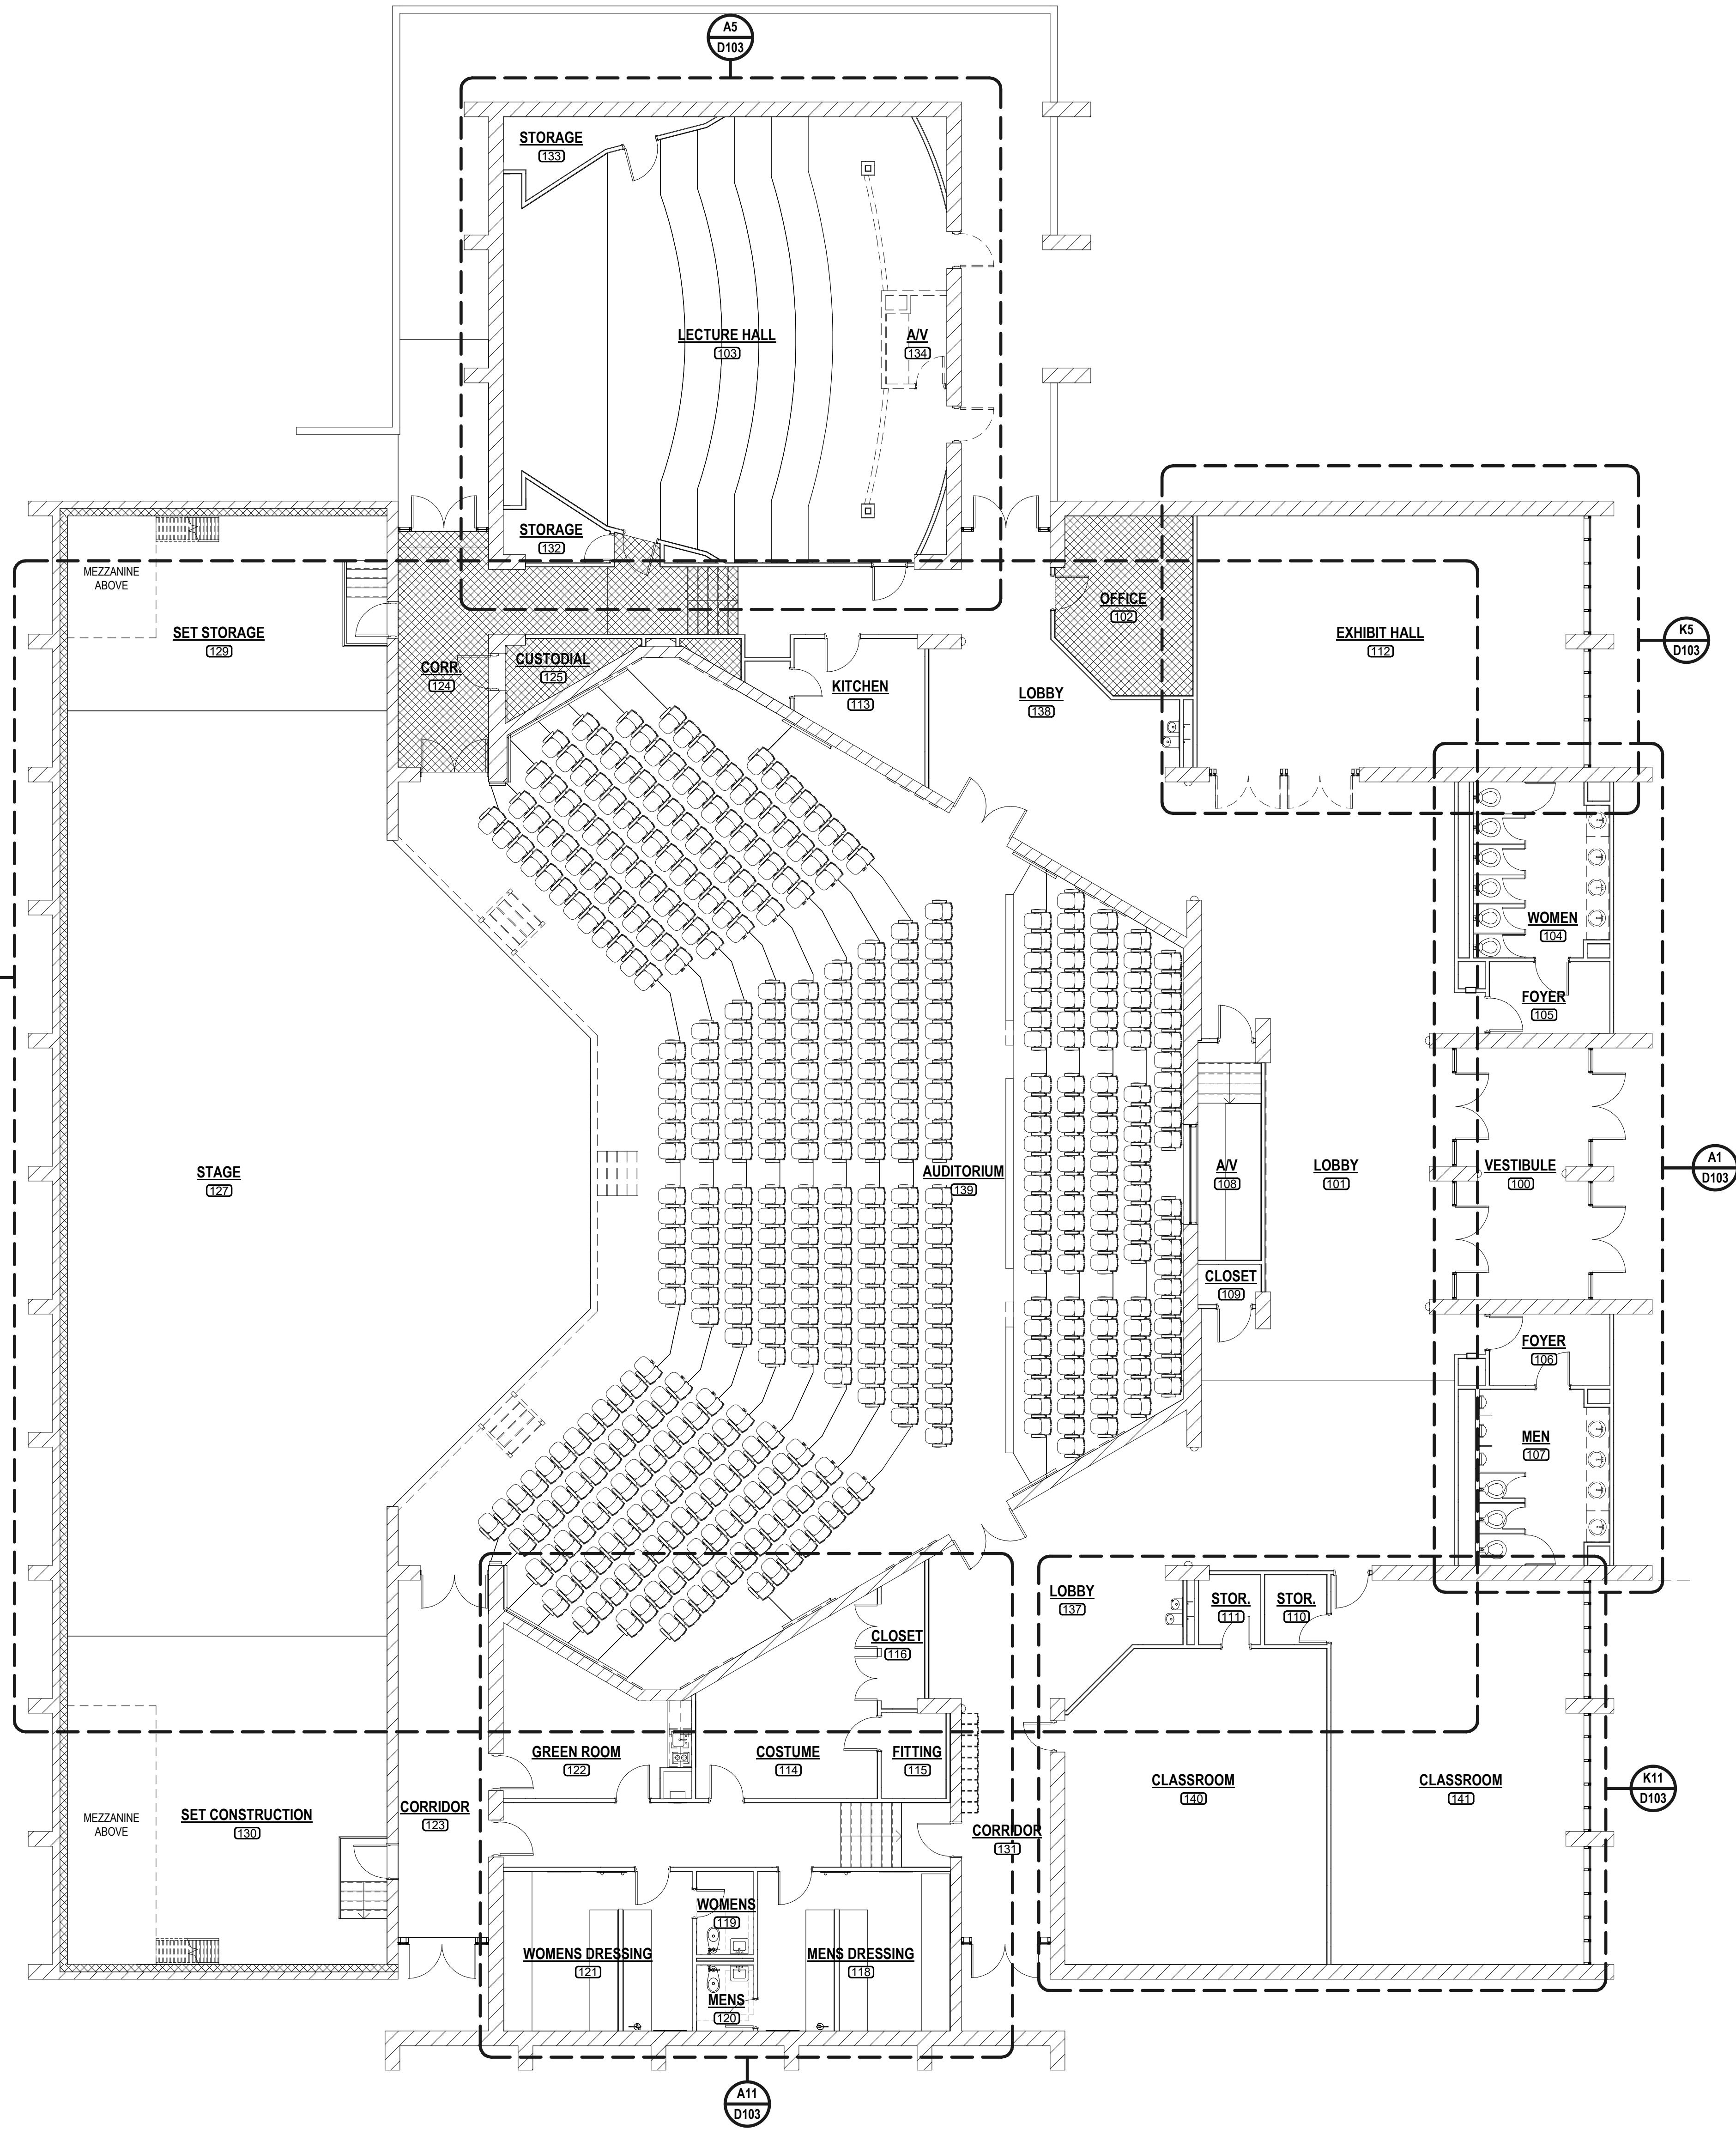 A5
D103
STORAGE
133
LECTURE HALL
103
A/V
134
STORAGE
132
MEZZANINE
ABOVE
SET STORAGE
129
CORR.
124
CUSTODIAL
125
KITCHEN
113
LOBBY
138
OFFICE
102
EXHIBIT HALL
112
K5
D103
WOMEN
104
FOYER
105
STAGE
127
AUDITORIUM
139
A/V
108
LOBBY
101
VESTIBULE
100
A1
D103
CLOSET
109
FOYER
106
MEN
107
LOBBY
137
STOR.
111
STOR.
110
CLOSET
116
GREEN ROOM
122
COSTUME
114
FITTING
115
CLASSROOM
140
CLASSROOM
141
K11
D103
MEZZANINE
ABOVE
SET CONSTRUCTION
130
CORRIDOR
123
CORRIDOR
131
WOMENS
119
WOMENS DRESSING
121
MENS DRESSING
118
MENS
120
A11
D103